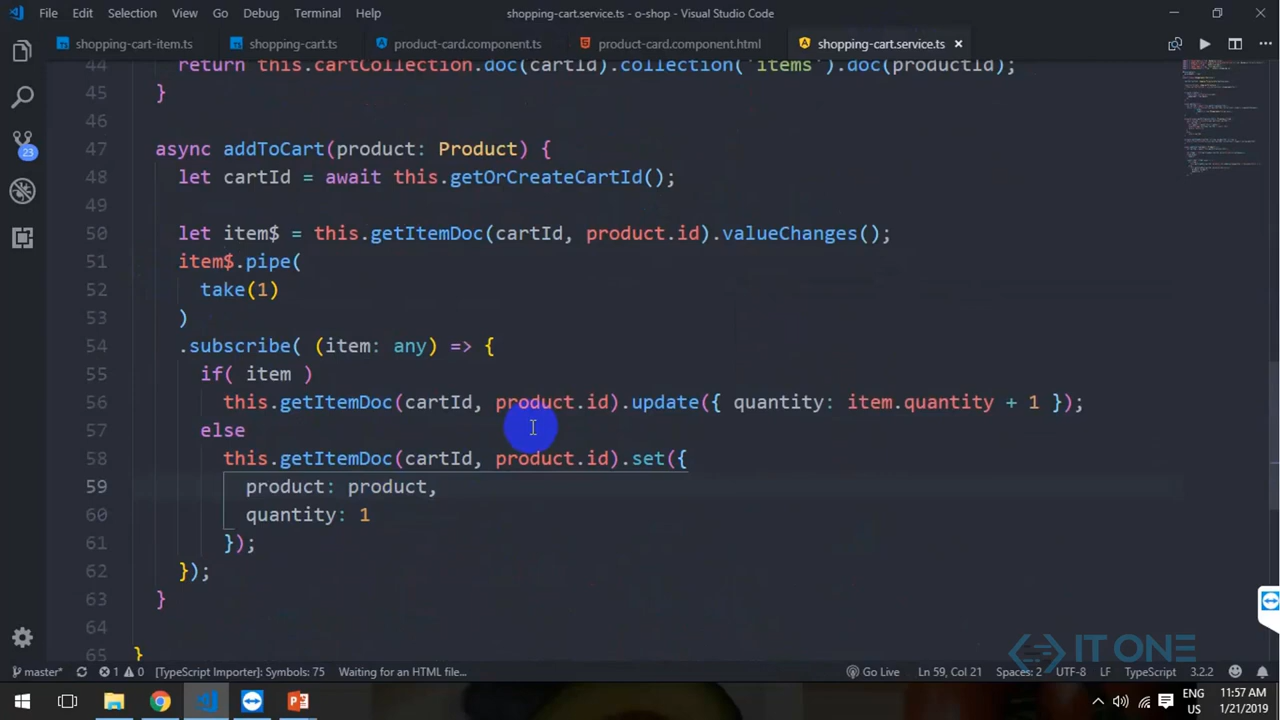 File Edit Selection View Go Debug Terminal Help shopping-cart.service.ts - o-shop - Visual Studio Code
shopping-cart-item.ts shopping-cart.ts product-card.component.ts product-card.component.html shopping-cart.service.ts
44 return this.cartCollection.doc(cartId).collection('items').doc(productId);
45 }
46
47 async addToCart(product: Product) {
48 let cartId = await this.getOrCreateCartId();
49
50 let item$ = this.getItemDoc(cartId, product.id).valueChanges();
51 item$.pipe(
52 take(1)
53 )
54 .subscribe( (item: any) => {
55 if( item )
56 this.getItemDoc(cartId, product.id).update({ quantity: item.quantity + 1 });
57 else
58 this.getItemDoc(cartId, product.id).set({
59 product: product,
60 quantity: 1
61 });
62 });
63 }
64
65 }
23
IT ONE
master* 1 0 [TypeScript Importer]: Symbols: 75 Waiting for an HTML file... Go Live Ln 59, Col 21 Spaces: 2 UTF-8 LF TypeScript 3.2.2
ENG 11:57 AM
US 1/21/2019